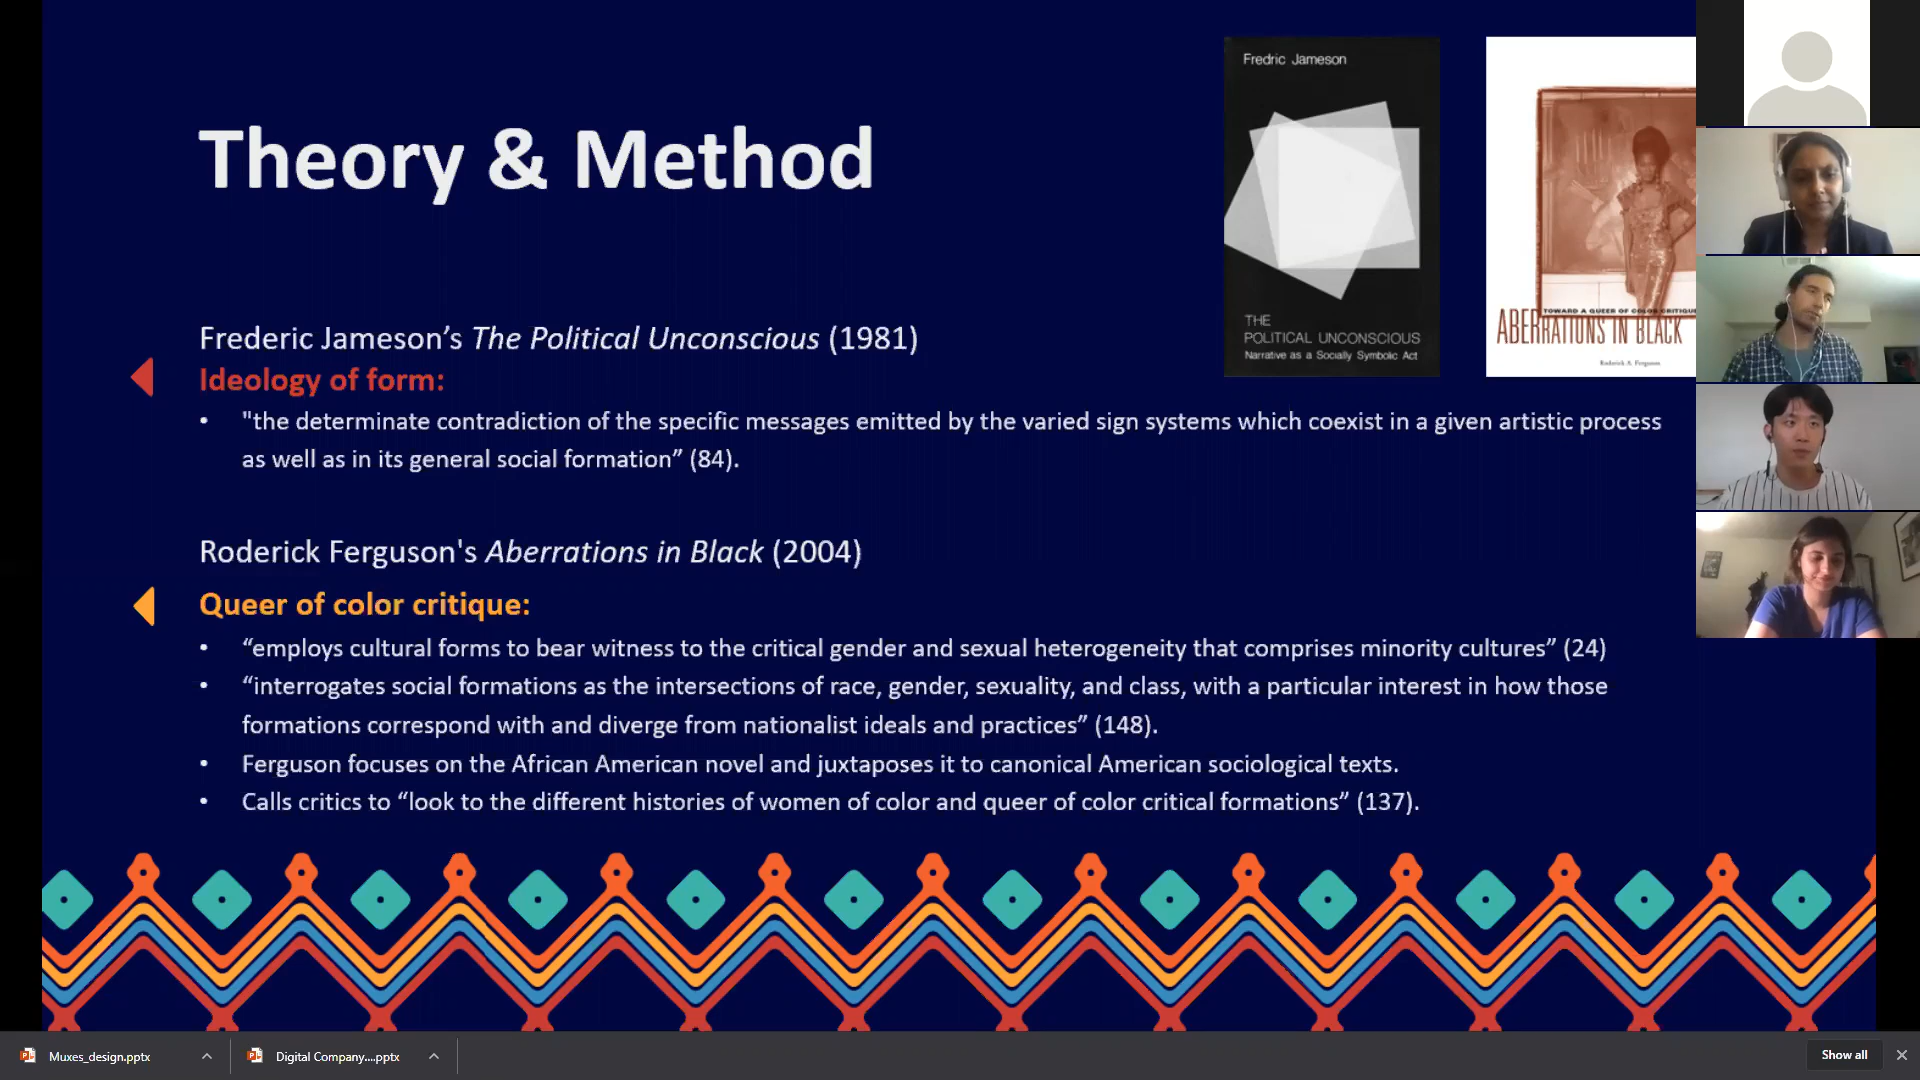 Theory & Method
Fredric Jameson
THE
POLITICAL UNCONSCIOUS
Narrative as a Socially Symbolic Act
TOWARD A QUEER OF COLOR CRITIQUE
ABERRATIONS IN BLACK
Roderick A. Ferguson
Frederic Jameson’s The Political Unconscious (1981)
Ideology of form:
• "the determinate contradiction of the specific messages emitted by the varied sign systems which coexist in a given artistic process
as well as in its general social formation” (84).
Roderick Ferguson's Aberrations in Black (2004)
Queer of color critique:
• “employs cultural forms to bear witness to the critical gender and sexual heterogeneity that comprises minority cultures” (24)
• “interrogates social formations as the intersections of race, gender, sexuality, and class, with a particular interest in how those
formations correspond with and diverge from nationalist ideals and practices” (148).
• Ferguson focuses on the African American novel and juxtaposes it to canonical American sociological texts.
• Calls critics to “look to the different histories of women of color and queer of color critical formations” (137).
Muxes_design.pptx
Digital Company....pptx
Show all